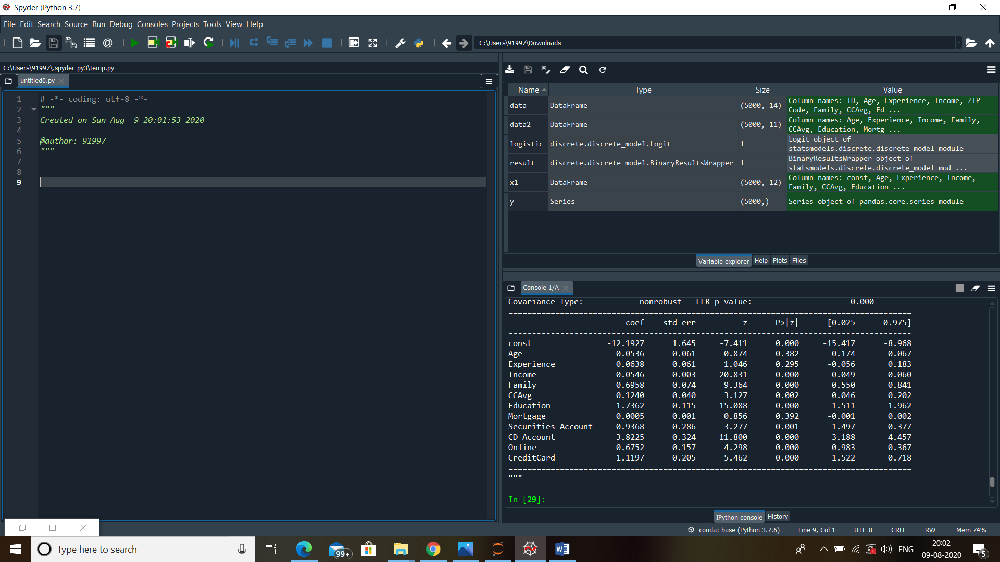 Spyder (Python 3.7)
File Edit Search Source Run Debug Consoles Projects Tools View Help
C:\Users\91997\Downloads
C:\Users\91997\.spyder-py3\temp.py
untitled0.py
1 # -*- coding: utf-8 -*-
2 """
3 Created on Sun Aug  9 20:01:53 2020
4
5 @author: 91997
6 """
7
8
9
Name Type Size Value
data DataFrame (5000, 14) Column names: ID, Age, Experience, Income, ZIP
Code, Family, CCAvg, Ed ...
data2 DataFrame (5000, 11) Column names: Age, Experience, Income, Family,
CCAvg, Education, Mortg ...
logistic discrete.discrete_model.Logit 1 Logit object of
statsmodels.discrete.discrete_model module
result discrete.discrete_model.BinaryResultsWrapper 1 BinaryResultsWrapper object of
statsmodels.discrete.discrete_model mod ...
x1 DataFrame (5000, 12) Column names: const, Age, Experience, Income,
Family, CCAvg, Education ...
y Series (5000,) Series object of pandas.core.series module
Variable explorer Help Plots Files
Console 1/A
Covariance Type: nonrobust LLR p-value: 0.000
==============================================================================
coef std err z P>|z| [0.025 0.975]
------------------------------------------------------------------------------
const -12.1927 1.645 -7.411 0.000 -15.417 -8.968
Age -0.0536 0.061 -0.874 0.382 -0.174 0.067
Experience 0.0638 0.061 1.046 0.295 -0.056 0.183
Income 0.0546 0.003 20.831 0.000 0.049 0.060
Family 0.6958 0.074 9.364 0.000 0.550 0.841
CCAvg 0.1240 0.040 3.127 0.002 0.046 0.202
Education 1.7362 0.115 15.088 0.000 1.511 1.962
Mortgage 0.0005 0.001 0.856 0.392 -0.001 0.002
Securities Account -0.9368 0.286 -3.277 0.001 -1.497 -0.377
CD Account 3.8225 0.324 11.800 0.000 3.188 4.457
Online -0.6752 0.157 -4.298 0.000 -0.983 -0.367
CreditCard -1.1197 0.205 -5.462 0.000 -1.522 -0.718
==============================================================================
"""
In [29]:
IPython console History
conda: base (Python 3.7.6) Line 9, Col 1 UTF-8 CRLF RW Mem 74%
Type here to search
99+
ENG
20:02
09-08-2020
5